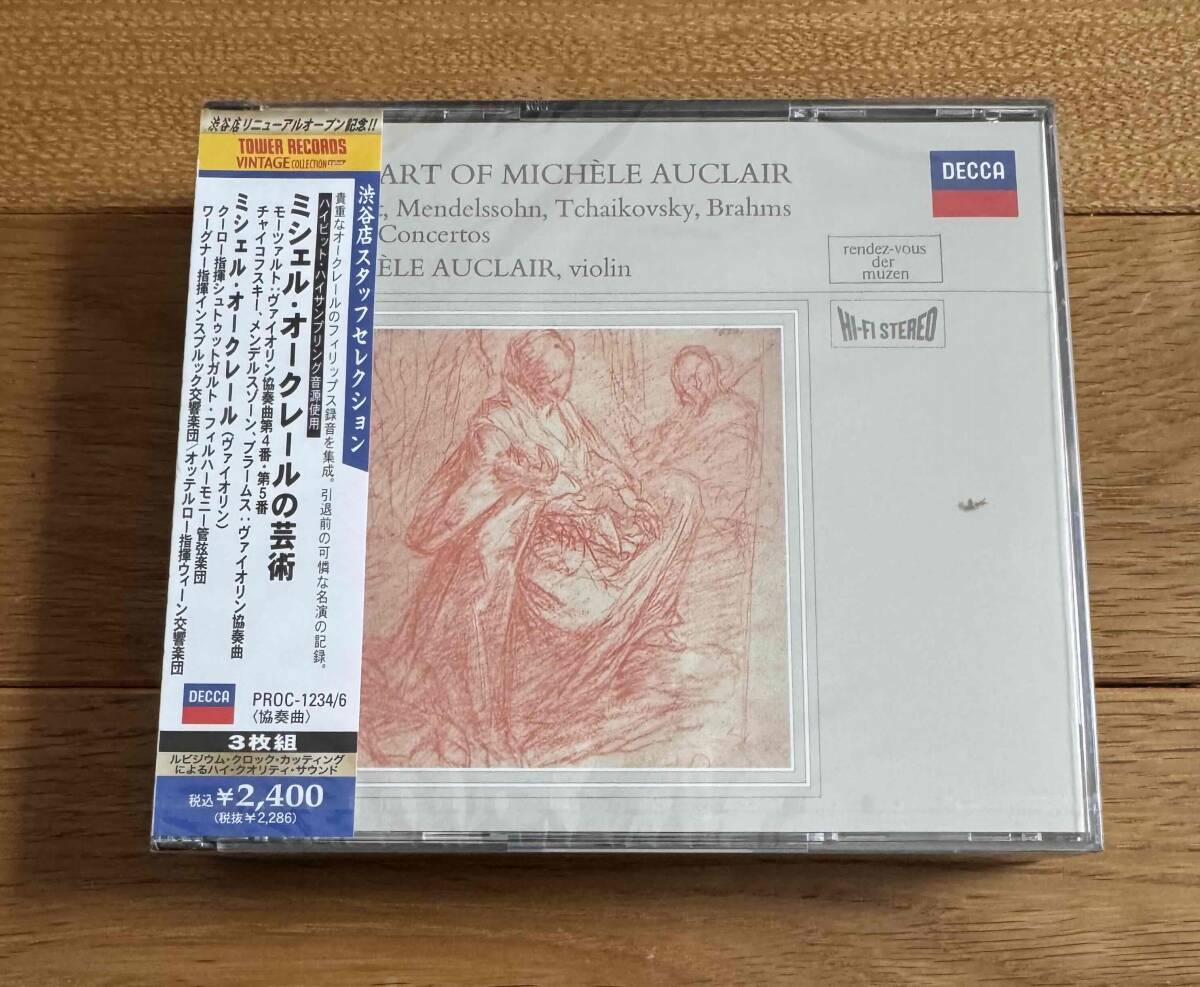 渋谷店リニューアルオープン記念!!
TOWER RECORDS
VINTAGE COLLECTION
渋谷店スタッフセレクション
貴重なオークレールのフィリップス録音を集成。引退前の可憐な名演の記録。
ハイビット・ハイサンプリング音源使用
ミシェル・オークレールの芸術
モーツァルト:ヴァイオリン協奏曲第4番・第5番
チャイコフスキー、メンデルスゾーン、ブラームス:ヴァイオリン協奏曲
ミシェル・オークレール(ヴァイオリン)
クーロー指揮シュトゥットガルト・フィルハーモニー管弦楽団
ワーグナー指揮インスブルック交響楽団/オッテルロー指揮ウィーン交響楽団
DECCA
PROC-1234/6
〈協奏曲〉
3枚組
ルビジウム・クロック・カッティング
によるハイ・クオリティ・サウンド
税込¥2,400
(税抜¥2,286)
ART OF MICHÈLE AUCLAIR
t, Mendelssohn, Tchaikovsky, Brahms
Concertos
ÈLE AUCLAIR, violin
DECCA
rendez-vous
der
muzen
HI-FI STEREO